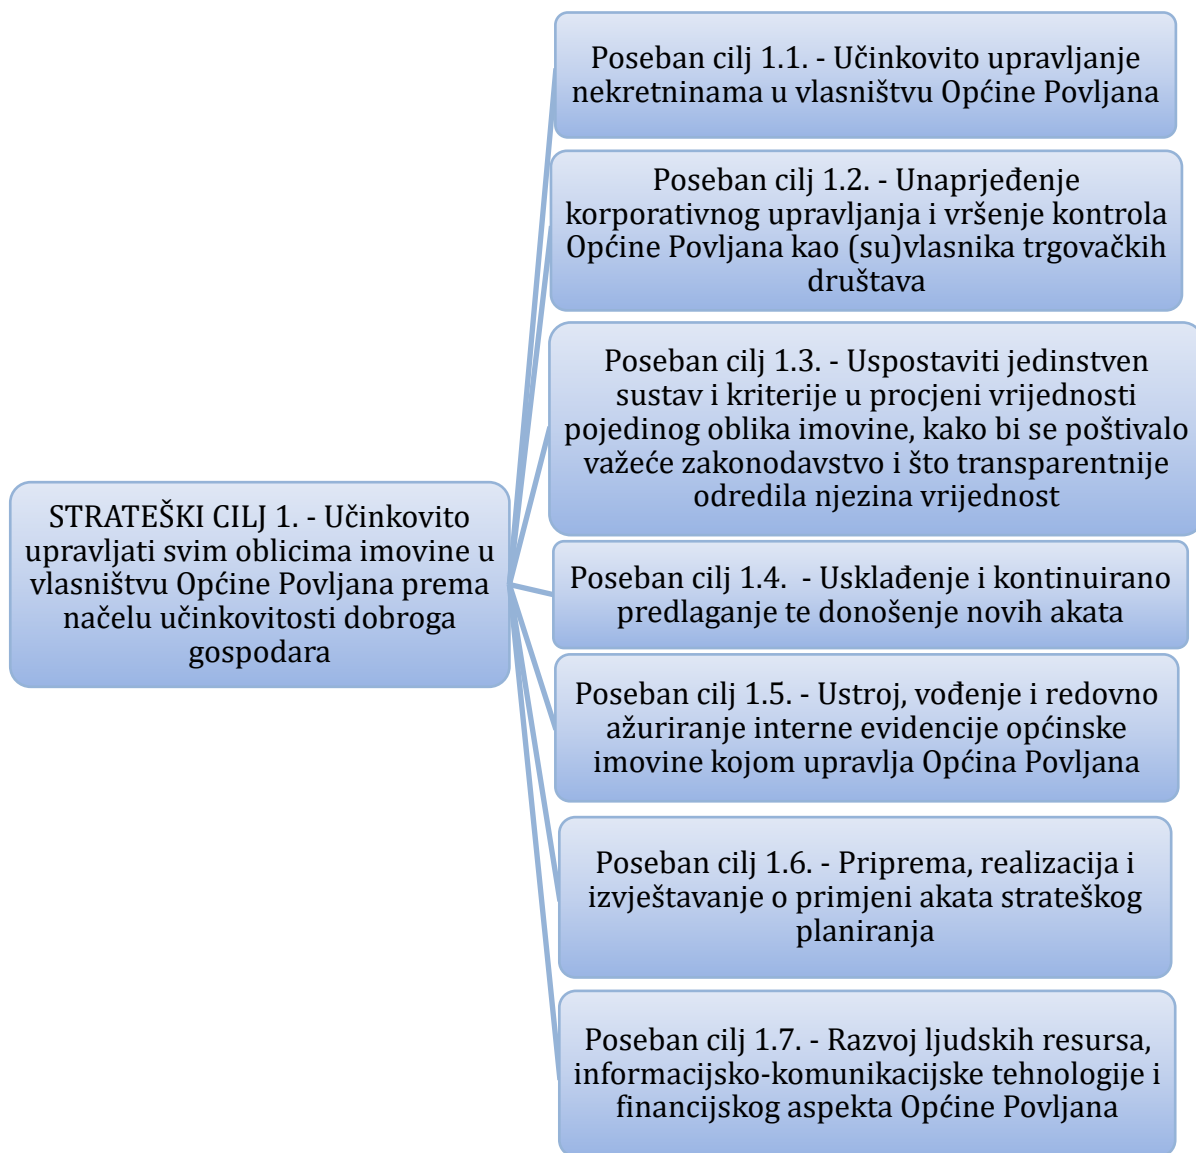 STRATEŠKI CILJ 1. - Učinkovito
upravljati svim oblicima imovine u
vlasništvu Općine Povljana prema
načelu učinkovitosti dobroga
gospodara
Poseban cilj 1.1. - Učinkovito upravljanje
nekretninama u vlasništvu Općine Povljana
Poseban cilj 1.2. - Unaprjeđenje
korporativnog upravljanja i vršenje kontrola
Općine Povljana kao (su)vlasnika trgovačkih
društava
Poseban cilj 1.3. - Uspostaviti jedinstven
sustav i kriterije u procjeni vrijednosti
pojedinog oblika imovine, kako bi se poštivalo
važeće zakonodavstvo i što transparentnije
odredila njezina vrijednost
Poseban cilj 1.4.  - Usklađenje i kontinuirano
predlaganje te donošenje novih akata
Poseban cilj 1.5. - Ustroj, vođenje i redovno
ažuriranje interne evidencije općinske
imovine kojom upravlja Općina Povljana
Poseban cilj 1.6. - Priprema, realizacija i
izvještavanje o primjeni akata strateškog
planiranja
Poseban cilj 1.7. - Razvoj ljudskih resursa,
informacijsko-komunikacijske tehnologije i
financijskog aspekta Općine Povljana